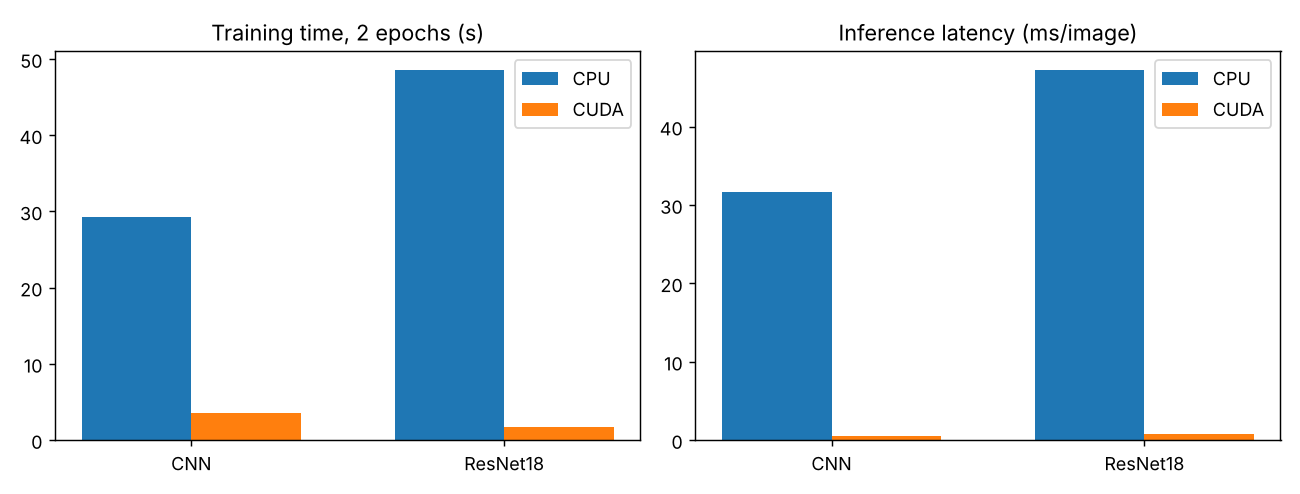 Training time, 2 epochs (s)
50
40
30
20
10
0
CPU
CUDA
CNN
ResNet18
Inference latency (ms/image)
40
30
20
10
0
CPU
CUDA
CNN
ResNet18